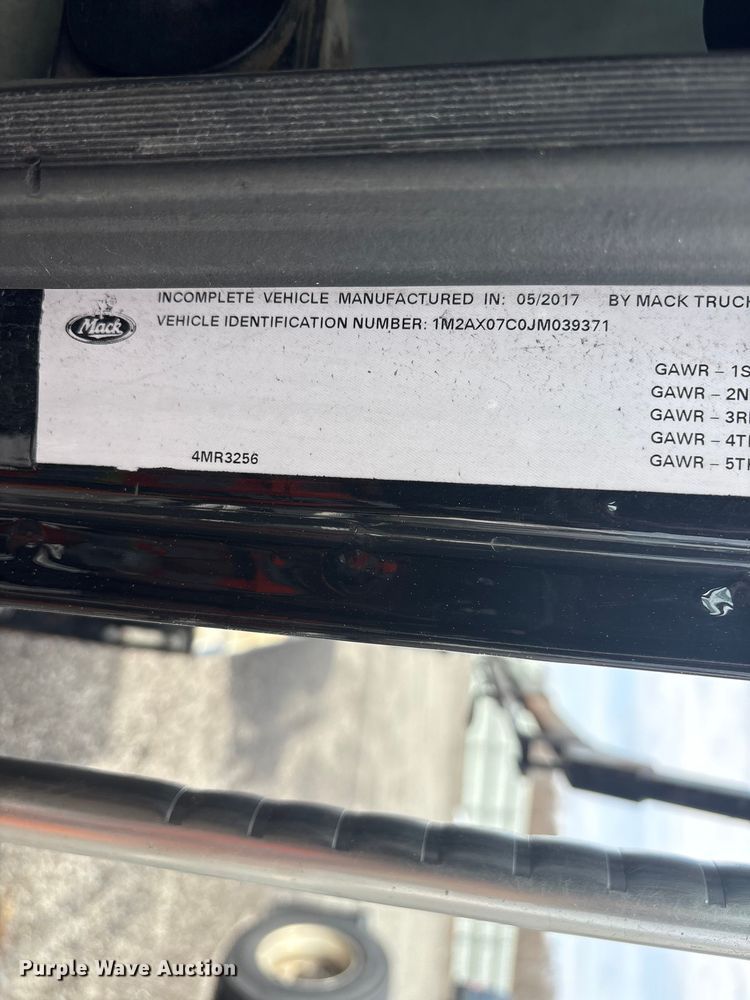 INCOMPLETE VEHICLE MANUFACTURED IN: 05/2017 BY MACK TRUCK
Mack
VEHICLE IDENTIFICATION NUMBER: 1M2AX07C0JM039371
GAWR – 1S
GAWR – 2N
GAWR – 3R
GAWR – 4T
4MR3256
GAWR – 5T
Purple Wave Auction